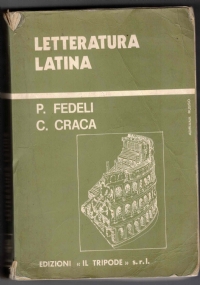 LETTERATURA
LATINA
P. FEDELI
C. CRACA
EDIZIONI « IL TRIPODE » s.r.l.